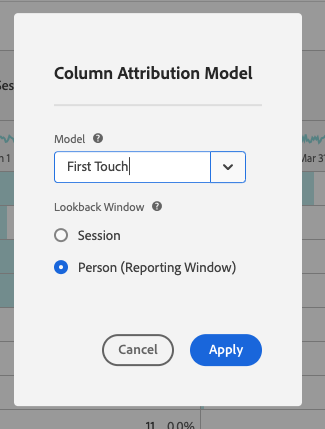 Column Attribution Model
Ses
Model
n 1
Mar 3
First Touch
Lookback Window
Session
Person (Reporting Window)
Cancel
Apply
11 0.0%